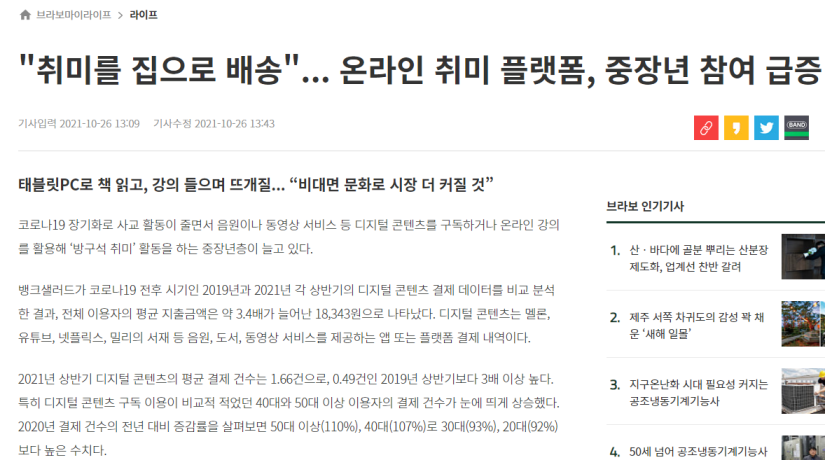 브라보마이라이프 > 라이프
"취미를 집으로 배송"... 온라인 취미 플랫폼, 중장년 참여 급증
기사입력 2021-10-26 13:09 기사수정 2021-10-26 13:43
BAND
태블릿PC로 책 읽고, 강의 들으며 뜨개질... “비대면 문화로 시장 더 커질 것”
코로나19 장기화로 사교 활동이 줄면서 음원이나 동영상 서비스 등 디지털 콘텐츠를 구독하거나 온라인 강의
를 활용해 ‘방구석 취미’ 활동을 하는 중장년층이 늘고 있다.
뱅크샐러드가 코로나19 전후 시기인 2019년과 2021년 각 상반기의 디지털 콘텐츠 결제 데이터를 비교 분석
한 결과, 전체 이용자의 평균 지출금액은 약 3.4배가 늘어난 18,343원으로 나타났다. 디지털 콘텐츠는 멜론,
유튜브, 넷플릭스, 밀리의 서재 등 음원, 도서, 동영상 서비스를 제공하는 앱 또는 플랫폼 결제 내역이다.
2021년 상반기 디지털 콘텐츠의 평균 결제 건수는 1.66건으로, 0.49건인 2019년 상반기보다 3배 이상 높다.
특히 디지털 콘텐츠 구독 이용이 비교적 적었던 40대와 50대 이상 이용자의 결제 건수가 눈에 띄게 상승했다.
2020년 결제 건수의 전년 대비 증감률을 살펴보면 50대 이상(110%), 40대(107%)로 30대(93%), 20대(92%)
보다 높은 수치다.
브라보 인기기사
1. 산·바다에 골분 뿌리는 산분장
제도화, 업계선 찬반 갈려
2. 제주 서쪽 차귀도의 감성 꽉 채
운 ‘새해 일몰’
3. 지구온난화 시대 필요성 커지는
공조냉동기계기능사
4. 50세 넘어 공조냉동기계기능사